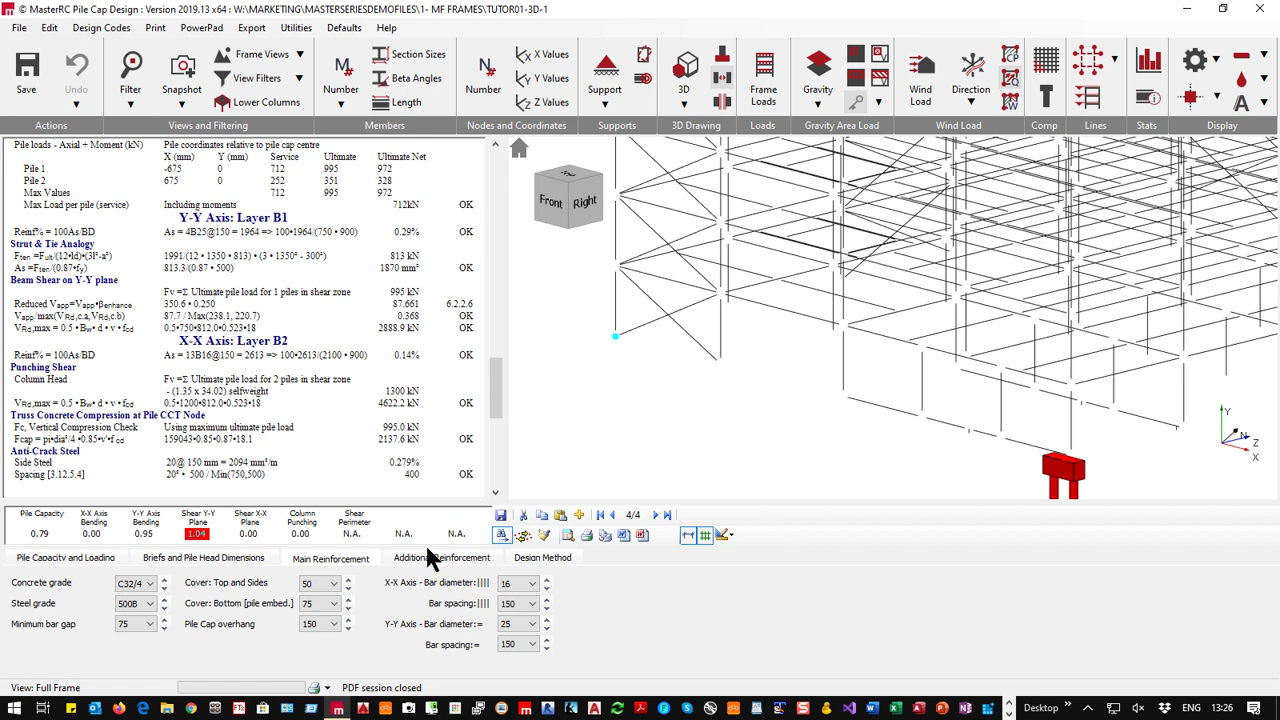 © MasterRC Pile Cap Design : Version - 2019.13 x64 : W:\MARKETING\MASTERSERIESDEMOFILES\1- MF FRAMES\TUTOR01-3D-1
File Edit Design Codes Print PowerPad Export Utilities Defaults Help
Save Undo Filter Snapshot Frame Views View Filters Lower Columns
Number Section Sizes Beta Angles Length
Number X Values Y Values Z Values
Support 3D Frame Loads Gravity Wind Load Direction
Actions Views and Filtering Members Nodes and Coordinates Supports 3D Drawing Loads Gravity Area Load Wind Load Comp Lines Stats Display
Pile loads - Axial + Moment (kN) Pile coordinates relative to pile cap centre
X (mm) Y (mm) Service Ultimate Ultimate Net
Pile 1 -675 0 712 995 972
Pile 2 675 0 252 351 328
Max Values 712 995 972
Max Load per pile (service) Including moments 712kN OK
Y-Y Axis: Layer B1
Reinf% = 100As/BD As = 4B25@150 = 1964 => 100•1964/(750 • 900) 0.29% OK
Strut & Tie Analogy
Ften =Fult/(12•ld)•(3l²-a²) 1991/(12 • 1350 • 813) • (3 • 1350² - 300²) 813 kN
As =Ften/(0.87•fy) 813.3/(0.87 • 500) 1870 mm² OK
Beam Shear on Y-Y plane
Fv =Σ Ultimate pile load for 1 piles in shear zone 995 kN
Reduced Vapp=Vapp•βenhance 350.6 • 0.250 87.661 6.2.2.6
Vapp/max(VRd,c.a,VRd,c.b) 87.7 / Max(238.1, 220.7) 0.368 OK
VRd,max = 0.5 • Bw • d • v • fcd 0.5•750•812.0•0.523•18 2888.9 kN OK
X-X Axis: Layer B2
Reinf% = 100As/BD As = 13B16@150 = 2613 => 100•2613/(2100 • 900) 0.14% OK
Punching Shear
Column Head Fv =Σ Ultimate pile load for 2 piles in shear zone
- (1.35 x 34.02) selfweight 1300 kN
VRd,max = 0.5 • Bw • d • v • fcd 0.5•1200•812.0•0.523•18 4622.2 kN OK
Truss Concrete Compression at Pile CCT Node
Fc, Vertical Compression Check Using maximum ultimate pile load 995.0 kN
Fcap = pi•dia²/4 •0.85•v'•fcd 159043•0.85•0.87•18.1 2137.6 kN OK
Anti-Crack Steel
Side Steel 20@ 150 mm = 2094 mm²/m 0.279%
Spacing [3.12.5.4] 20² • 500 / Min(750,500) 400 OK
Front Right
Y N Z X
Pile Capacity X-X Axis Bending Y-Y Axis Bending Shear Y-Y Plane Shear X-X Plane Column Punching Shear Perimeter
0.79 0.00 0.95 1.04 0.00 0.00 N.A. N.A. N.A.
4/4
Pile Capacity and Loading Briefs and Pile Head Dimensions Main Reinforcement Additional Reinforcement Design Method
Concrete grade C32/4 Cover: Top and Sides 50 X-X Axis - Bar diameter:|||| 16
Steel grade 500B Cover: Bottom [pile embed.] 75 Bar spacing:|||| 150
Minimum bar gap 75 Pile Cap overhang 150 Y-Y Axis - Bar diameter:= 25
Bar spacing:= 150
View: Full Frame PDF session closed
Desktop » ENG 13:26